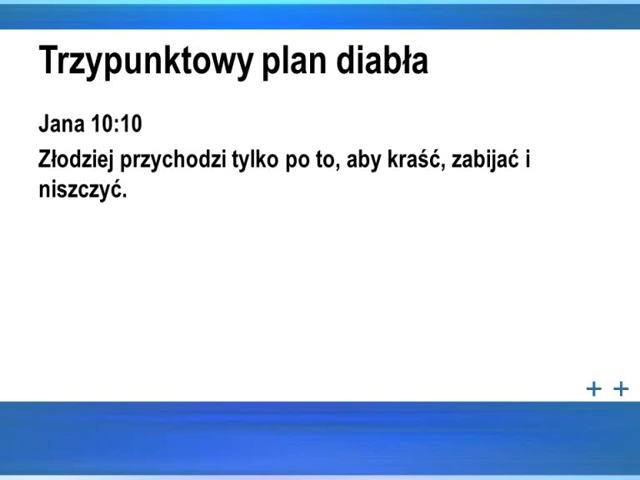 Trzypunktowy plan diabła
Jana 10:10
Złodziej przychodzi tylko po to, aby kraść, zabijać i
niszczyć.
+ +